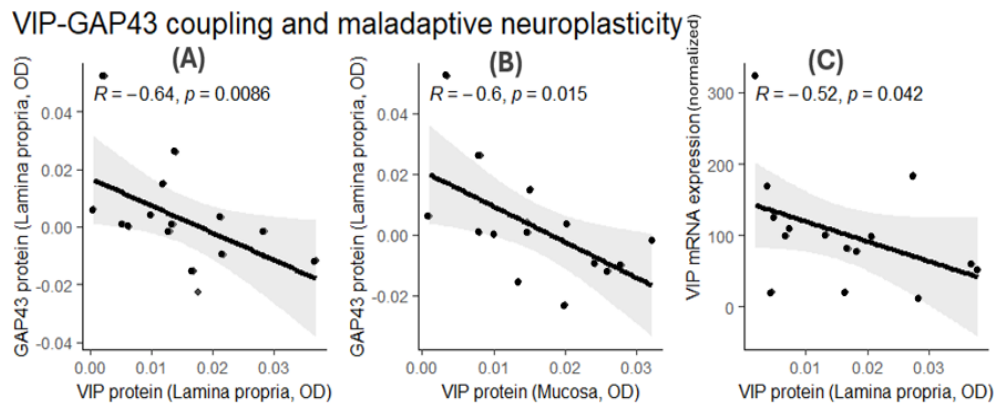 VIP-GAP43 coupling and maladaptive neuroplasticity
(A)
R = −0.64, p = 0.0086
GAP43 protein (Lamina propria, OD)
0.04
0.02
0.00
-0.02
-0.04
0.00 0.01 0.02 0.03
VIP protein (Lamina propria, OD)
(B)
R = −0.6, p = 0.015
GAP43 protein (Lamina propria, OD)
0.04
0.02
0.00
-0.02
0.00 0.01 0.02 0.03
VIP protein (Mucosa, OD)
(C)
R = −0.52, p = 0.042
VIP mRNA expression (normalized)
300
200
100
0
0.01 0.02 0.03
VIP protein (Lamina propria, OD)